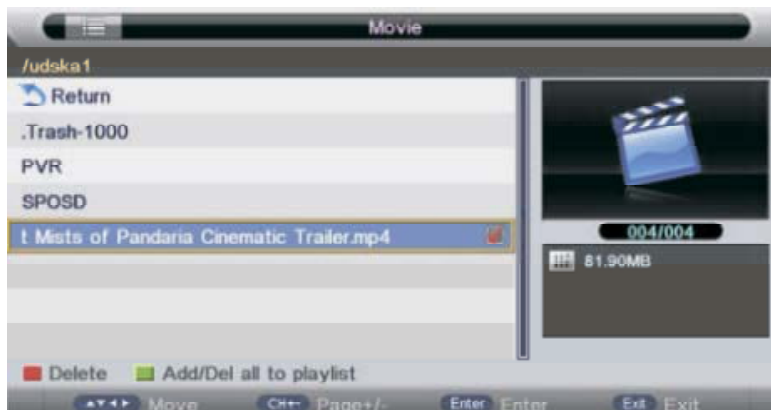 Movie
/udska1
Return
.Trash-1000
PVR
SPOSD
t Mists of Pandaria Cinematic Trailer.mp4
004/004
81.90MB
Delete Add/Del all to playlist
Move CH+- Page+/- Enter Enter Exit Exit